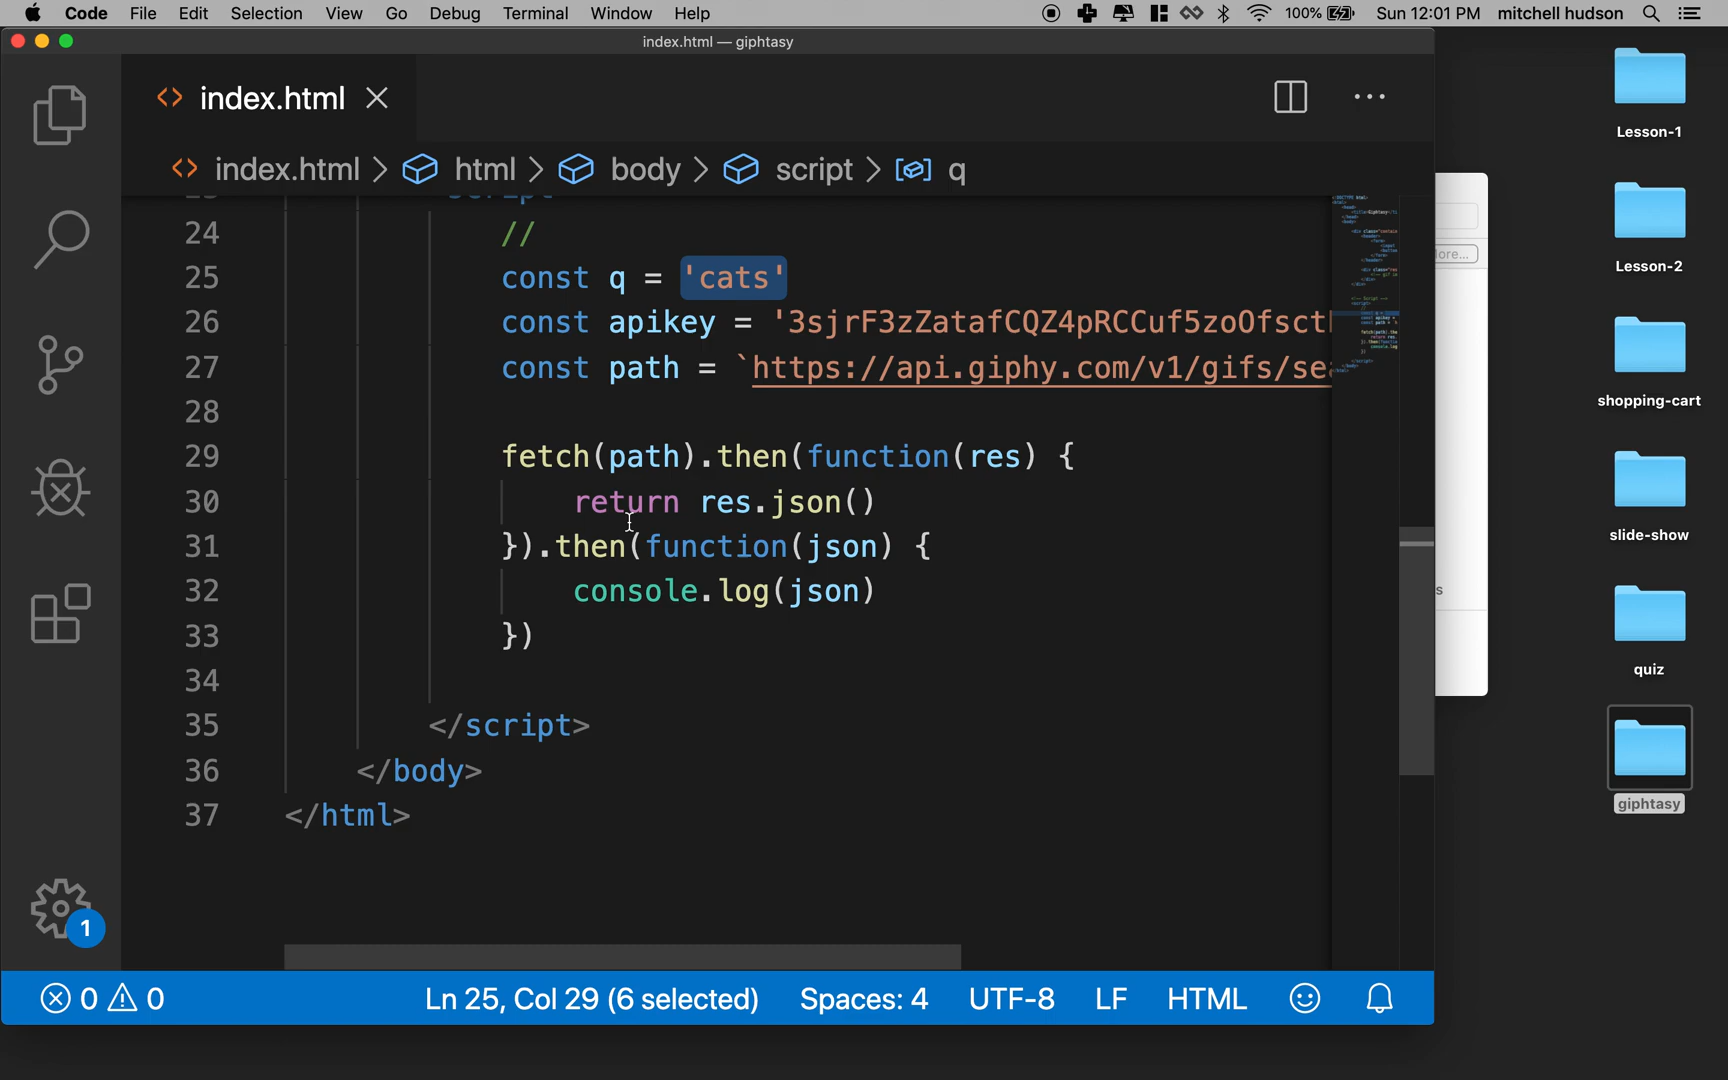 Code File Edit Selection View Go Debug Terminal Window Help 100% Sun 12:01 PM mitchell hudson
index.html — giphtasy
index.html
index.html > html > body > script > q
24 //
25 const q = 'cats'
26 const apikey = '3sjrF3zZatafCQZ4pRCCuf5zoOfsct
27 const path = `https://api.giphy.com/v1/gifs/se
28
29 fetch(path).then(function(res) {
30 return res.json()
31 }).then(function(json) {
32 console.log(json)
33 })
34
35 </script>
36 </body>
37 </html>
1
0 0 Ln 25, Col 29 (6 selected) Spaces: 4 UTF-8 LF HTML
Lesson-1
Lesson-2
shopping-cart
slide-show
quiz
giphtasy